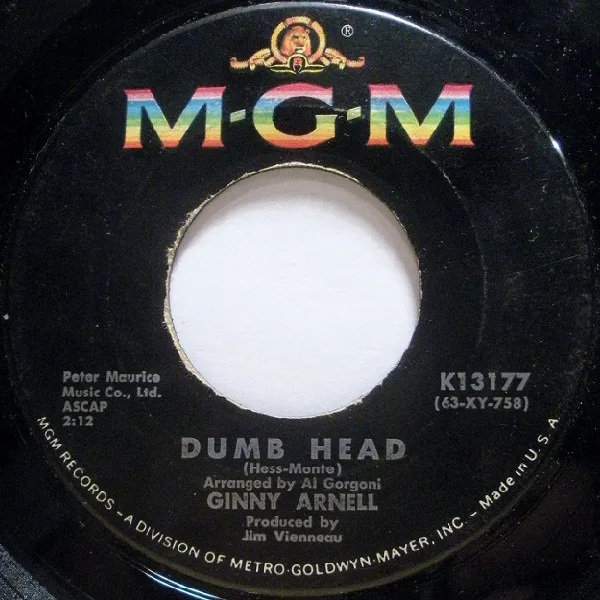 ®
M-G-M
Peter Maurice
Music Co., Ltd.
ASCAP
2:12
K13177
(63-XY-758)
DUMB HEAD
(Hess-Monte)
Arranged by Al Gorgoni
GINNY ARNELL
Produced by
Jim Vienneau
MGM RECORDS – A DIVISION OF METRO-GOLDWYN-MAYER, INC. – Made in U.S.A.